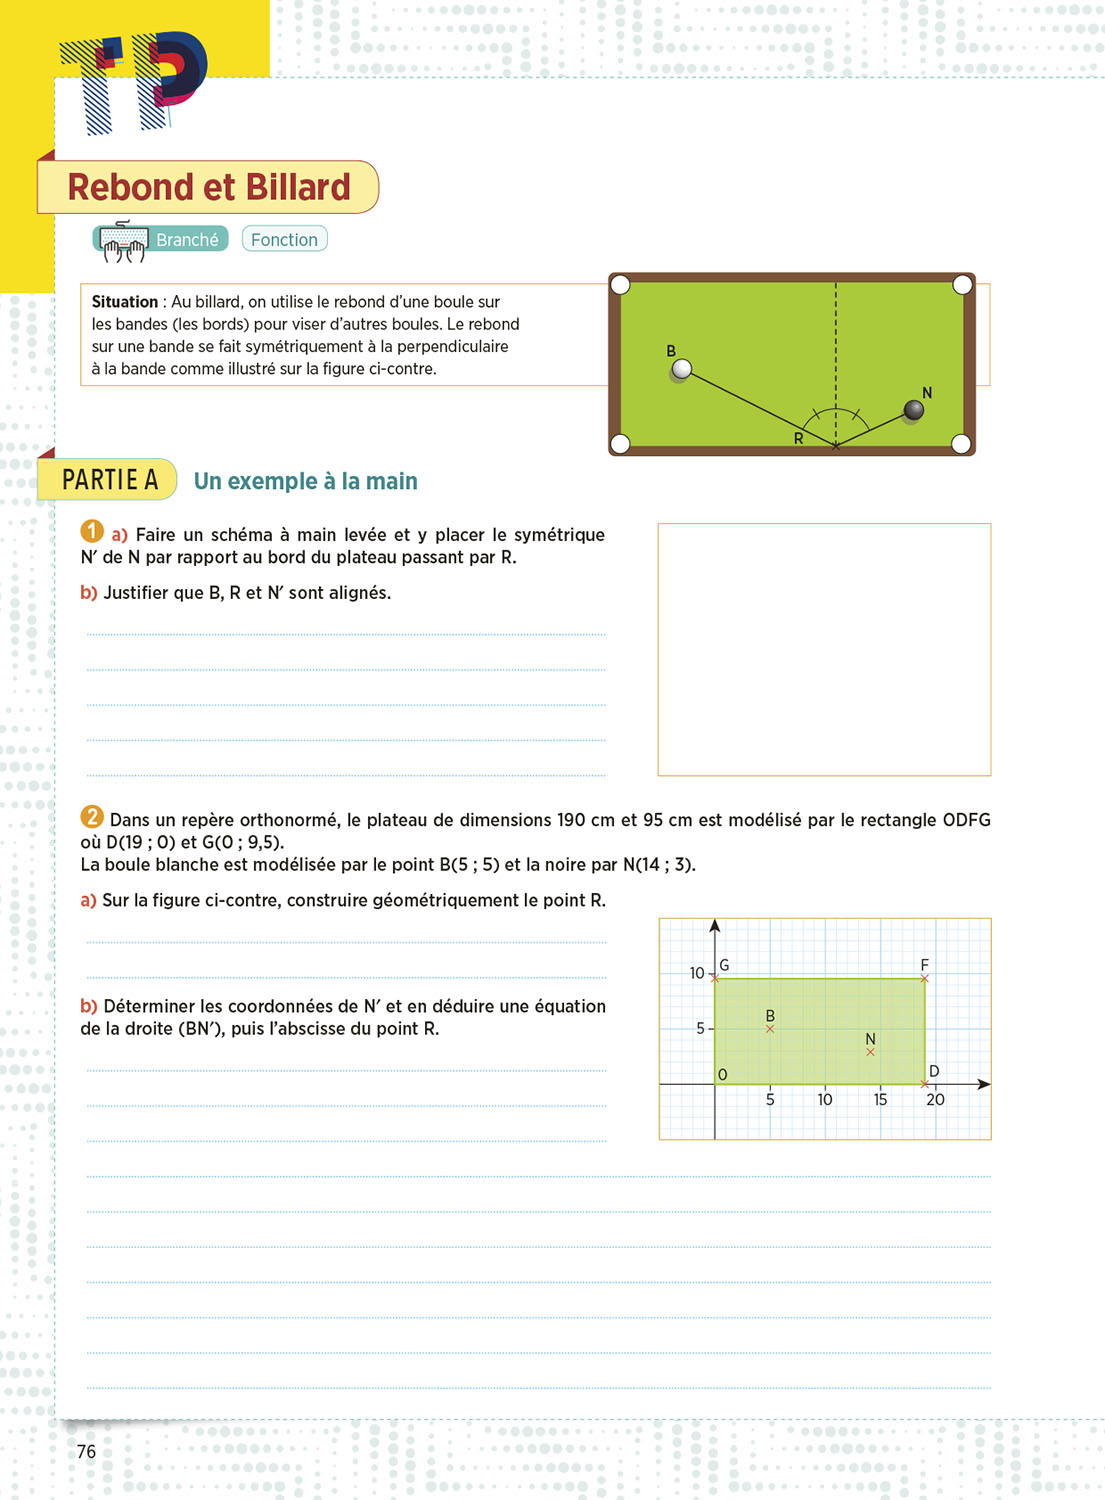 TP
Rebond et Billard
Branché
Fonction
Situation : Au billard, on utilise le rebond d’une boule sur
les bandes (les bords) pour viser d’autres boules. Le rebond
sur une bande se fait symétriquement à la perpendiculaire
à la bande comme illustré sur la figure ci-contre.
B
N
R
PARTIE A
Un exemple à la main
1 a) Faire un schéma à main levée et y placer le symétrique
N′ de N par rapport au bord du plateau passant par R.
b) Justifier que B, R et N′ sont alignés.
2 Dans un repère orthonormé, le plateau de dimensions 190 cm et 95 cm est modélisé par le rectangle ODFG
où D(19 ; 0) et G(0 ; 9,5).
La boule blanche est modélisée par le point B(5 ; 5) et la noire par N(14 ; 3).
a) Sur la figure ci-contre, construire géométriquement le point R.
b) Déterminer les coordonnées de N′ et en déduire une équation
de la droite (BN′), puis l’abscisse du point R.
10
G
F
B
5
N
O
D
5
10
15
20
76